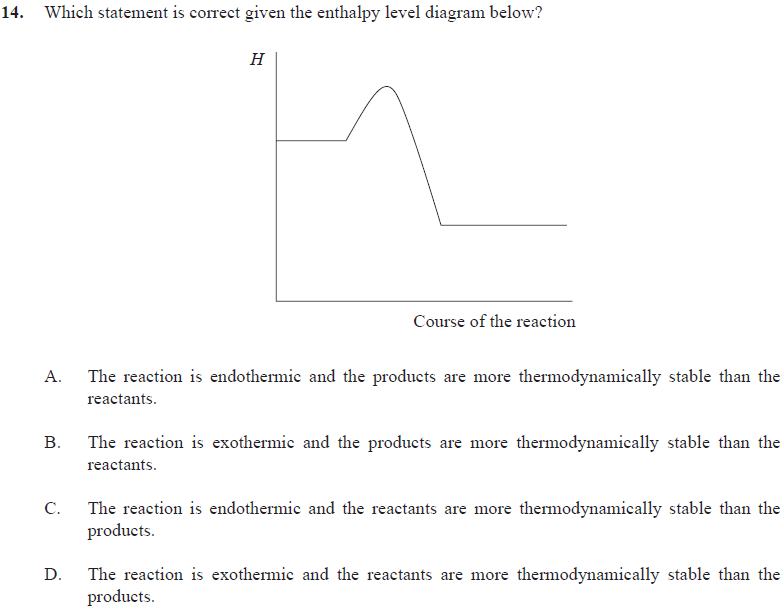 14. Which statement is correct given the enthalpy level diagram below?
H
Course of the reaction
A. The reaction is endothermic and the products are more thermodynamically stable than the
reactants.
B. The reaction is exothermic and the products are more thermodynamically stable than the
reactants.
C. The reaction is endothermic and the reactants are more thermodynamically stable than the
products.
D. The reaction is exothermic and the reactants are more thermodynamically stable than the
products.